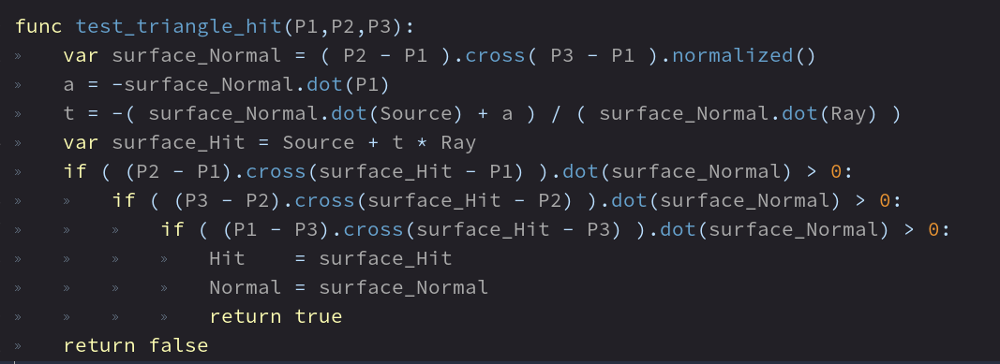 func test_triangle_hit(P1,P2,P3):
» var surface_Normal = ( P2 - P1 ).cross( P3 - P1 ).normalized()
» a = -surface_Normal.dot(P1)
» t = -( surface_Normal.dot(Source) + a ) / ( surface_Normal.dot(Ray) )
» var surface_Hit = Source + t * Ray
» if ( (P2 - P1).cross(surface_Hit - P1) ).dot(surface_Normal) > 0:
» » if ( (P3 - P2).cross(surface_Hit - P2) ).dot(surface_Normal) > 0:
» » » if ( (P1 - P3).cross(surface_Hit - P3) ).dot(surface_Normal) > 0:
» » » » Hit    = surface_Hit
» » » » Normal = surface_Normal
» » » » return true
» return false